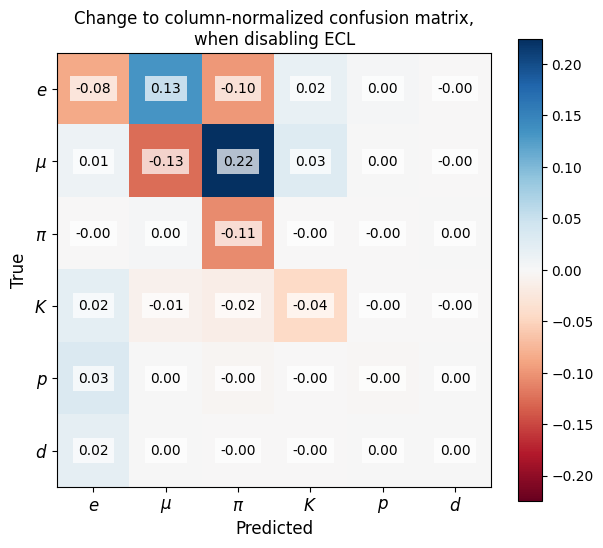 Change to column-normalized confusion matrix,
when disabling ECL
True
e
-0.08 0.13 -0.10 0.02 0.00 -0.00
μ
0.01 -0.13 0.22 0.03 0.00 -0.00
π
-0.00 0.00 -0.11 -0.00 -0.00 0.00
K
0.02 -0.01 -0.02 -0.04 -0.00 -0.00
p
0.03 0.00 -0.00 -0.00 -0.00 0.00
d
0.02 0.00 -0.00 -0.00 0.00 0.00
e μ π K p d
Predicted
0.20
0.15
0.10
0.05
0.00
−0.05
−0.10
−0.15
−0.20